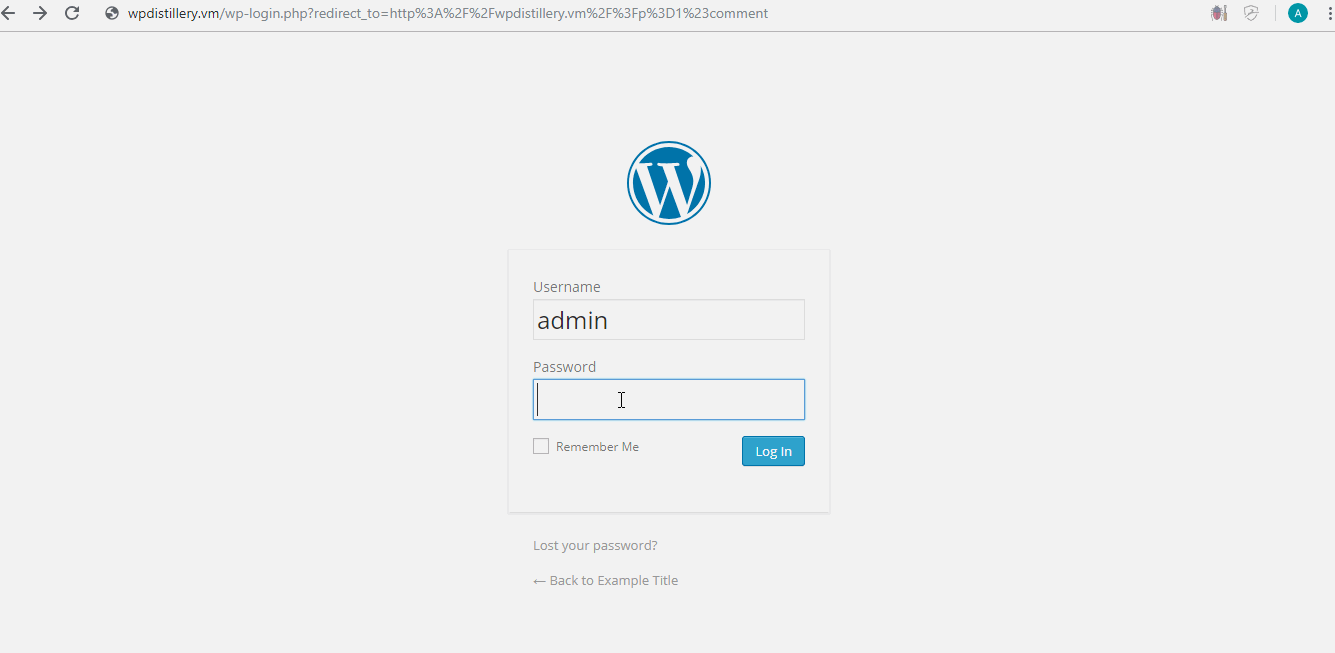 wpdistillery.vm/wp-login.php?redirect_to=http%3A%2F%2Fwpdistillery.vm%2F%3Fp%3D1%23comment
A
W
Username
admin
Password
Remember Me
Log In
Lost your password?
← Back to Example Title